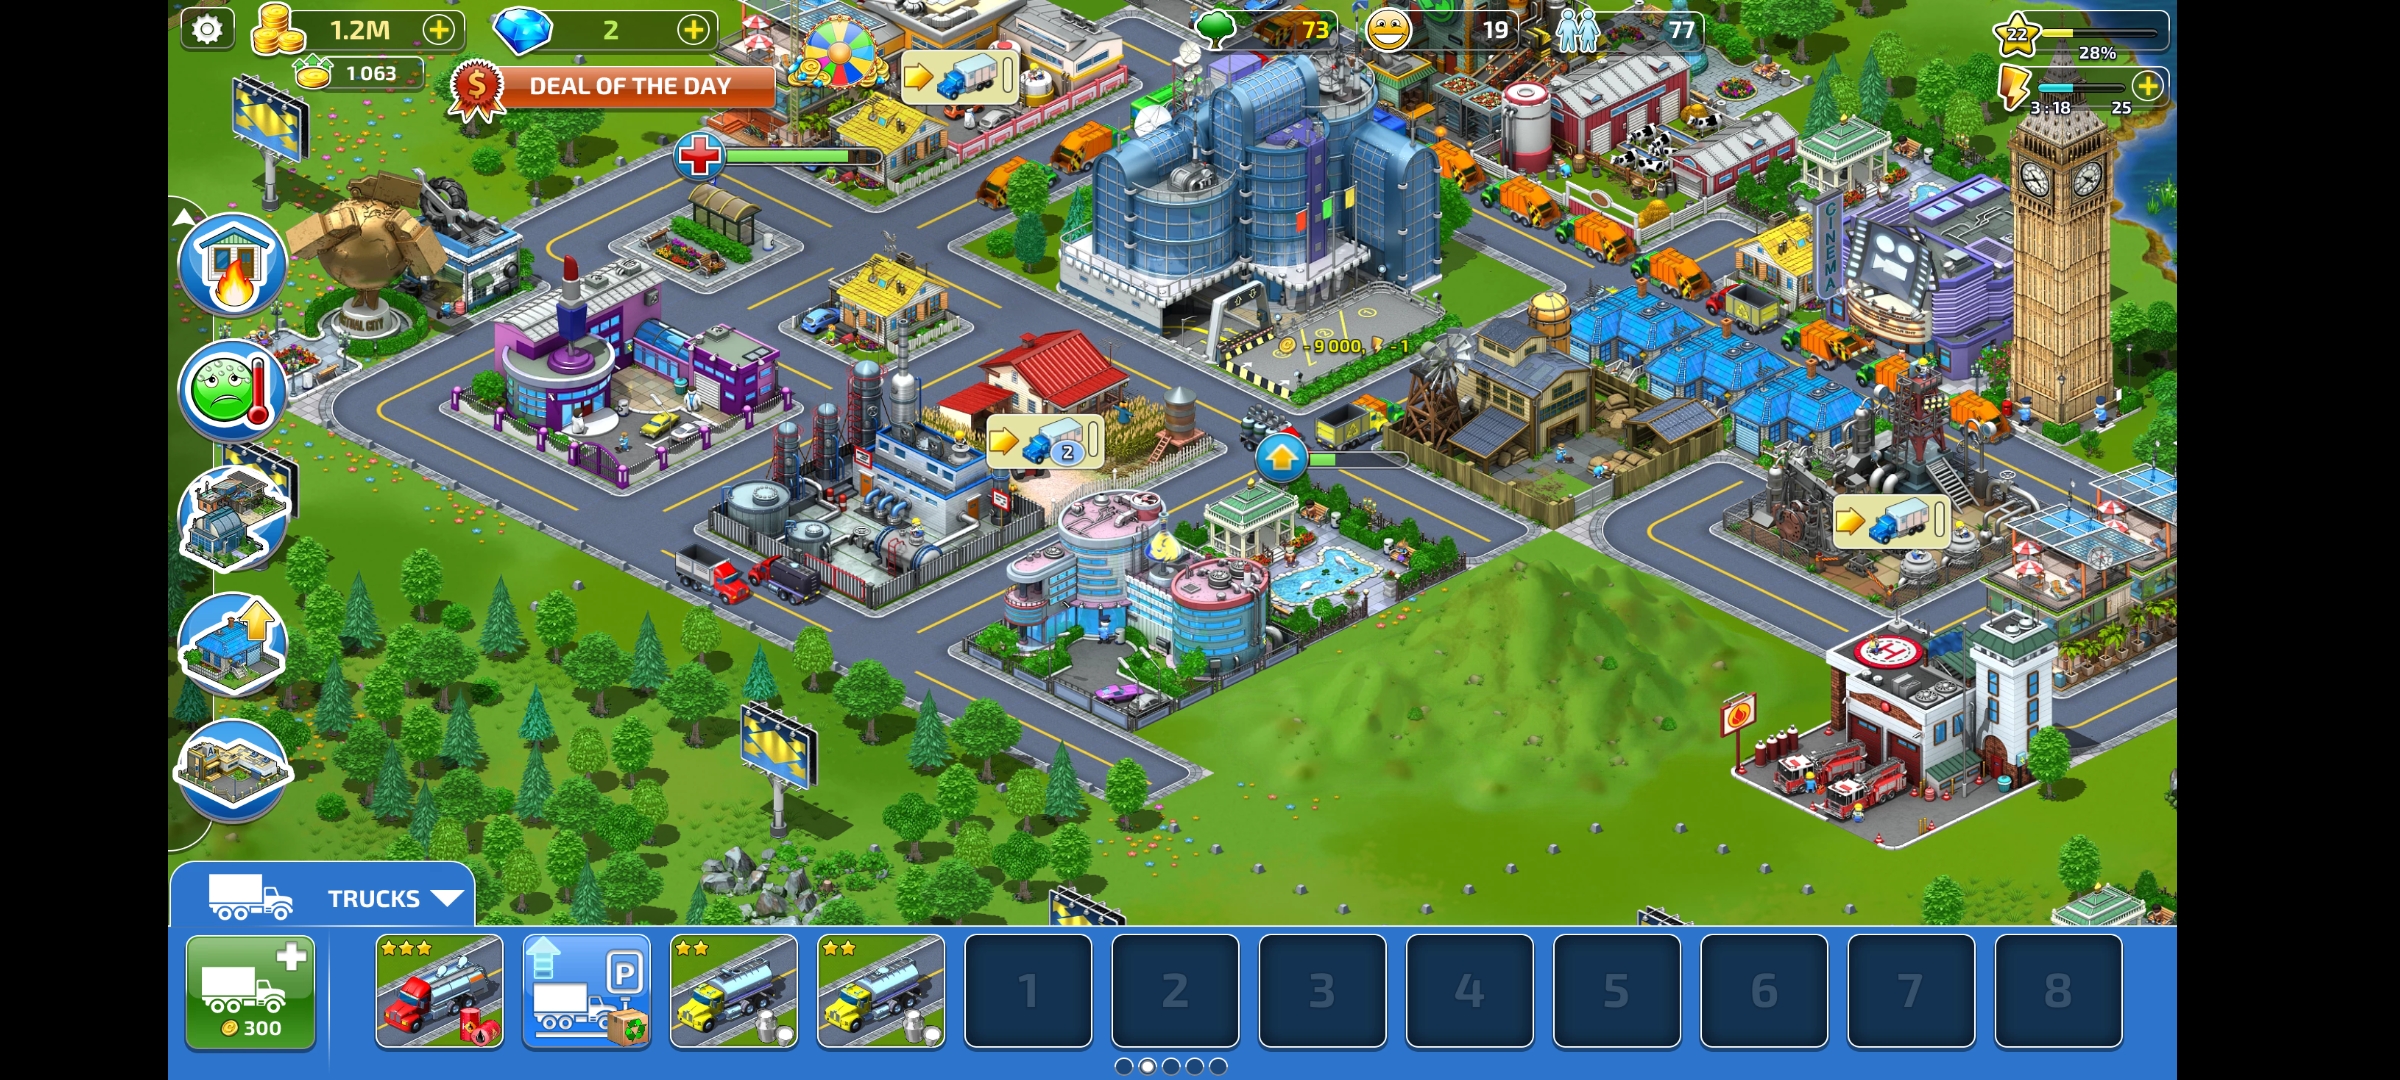 1.2M
2
73
19
77
22
28%
1 063
DEAL OF THE DAY
3:18
25
CINEMA
- 9 000, - 1
2
H
TRUCKS
300
P
1
2
3
4
5
6
7
8